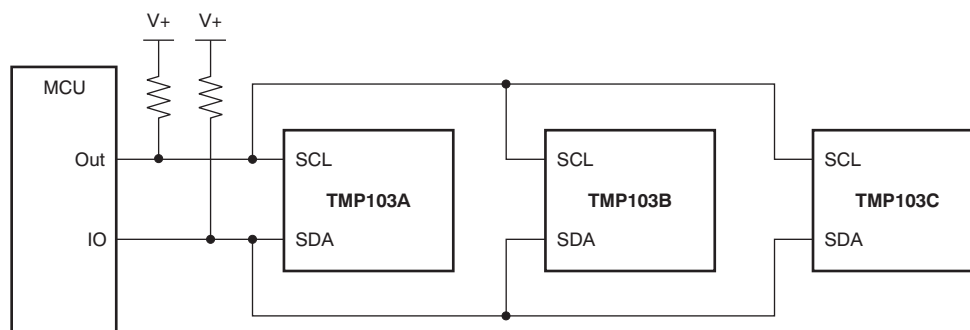 V+ V+
MCU
Out SCL SCL SCL
TMP103A TMP103B TMP103C
IO SDA SDA SDA